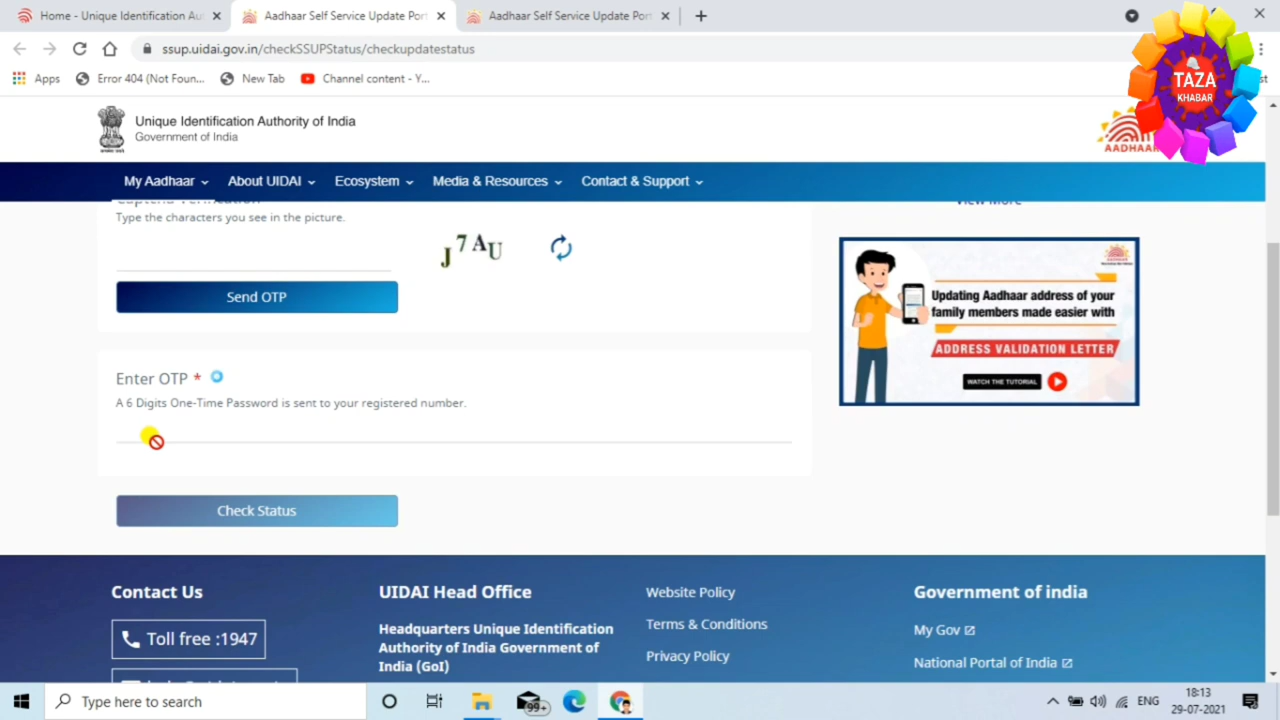 Home - Unique Identification Au
Aadhaar Self Service Update Port
Aadhaar Self Service Update Port
ssup.uidai.gov.in/checkSSUPStatus/checkupdatestatus
Apps
Error 404 (Not Foun...
New Tab
Channel content - Y...
TAZA
KHABAR
Unique Identification Authority of India
Government of India
AADHAAR
My Aadhaar
About UIDAI
Ecosystem
Media & Resources
Contact & Support
Captcha Verification
Type the characters you see in the picture.
View More
J7AU
Send OTP
Updating Aadhaar address of your
family members made easier with
ADDRESS VALIDATION LETTER
WATCH THE TUTORIAL
Enter OTP *
A 6 Digits One-Time Password is sent to your registered number.
Check Status
Contact Us
UIDAI Head Office
Website Policy
Government of india
Toll free :1947
Headquarters Unique Identification
Authority of India Government of
India (GoI)
Terms & Conditions
Privacy Policy
My Gov
National Portal of India
Type here to search
99+
ENG
18:13
29-07-2021